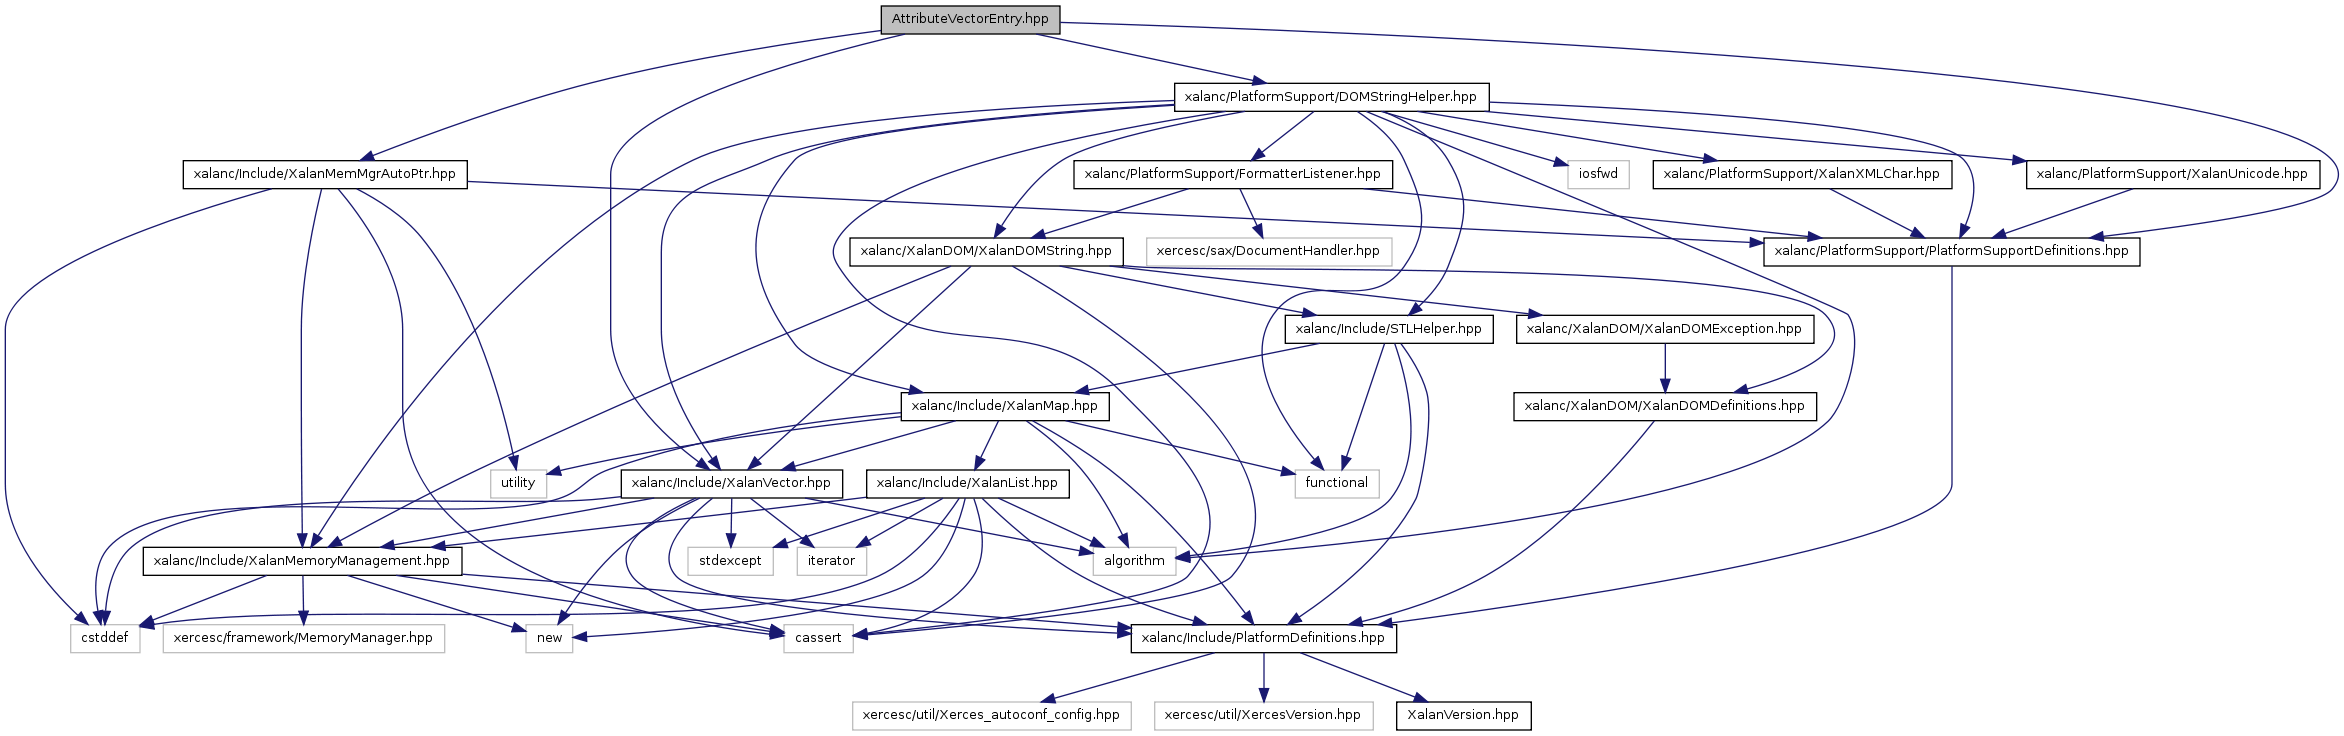 AttributeVectorEntry.hpp
xalanc/PlatformSupport/DOMStringHelper.hpp
xalanc/Include/XalanMemMgrAutoPtr.hpp
xalanc/PlatformSupport/FormatterListener.hpp
iosfwd
xalanc/PlatformSupport/XalanXMLChar.hpp
xalanc/PlatformSupport/XalanUnicode.hpp
xalanc/XalanDOM/XalanDOMString.hpp
xercesc/sax/DocumentHandler.hpp
xalanc/PlatformSupport/PlatformSupportDefinitions.hpp
xalanc/Include/STLHelper.hpp
xalanc/XalanDOM/XalanDOMException.hpp
xalanc/Include/XalanMap.hpp
xalanc/XalanDOM/XalanDOMDefinitions.hpp
utility
xalanc/Include/XalanVector.hpp
xalanc/Include/XalanList.hpp
functional
xalanc/Include/XalanMemoryManagement.hpp
stdexcept
iterator
algorithm
cstddef
xercesc/framework/MemoryManager.hpp
new
cassert
xalanc/Include/PlatformDefinitions.hpp
xercesc/util/Xerces_autoconf_config.hpp
xercesc/util/XercesVersion.hpp
XalanVersion.hpp